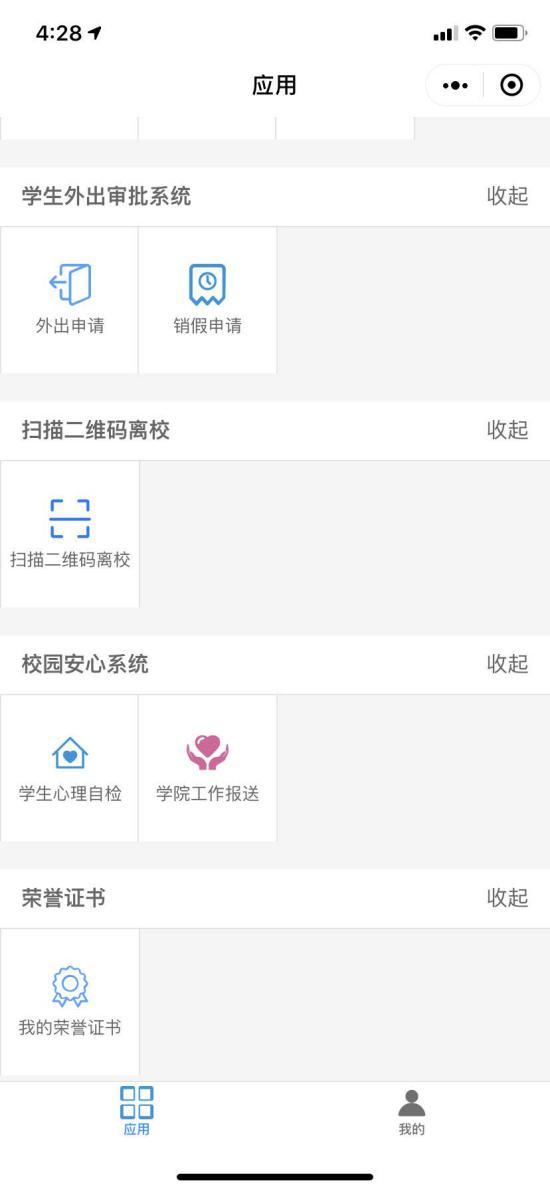 4:28
应用
学生外出审批系统 收起
外出申请 销假申请
扫描二维码离校 收起
扫描二维码离校
校园安心系统 收起
学生心理自检 学院工作报送
荣誉证书 收起
我的荣誉证书
应用 我的